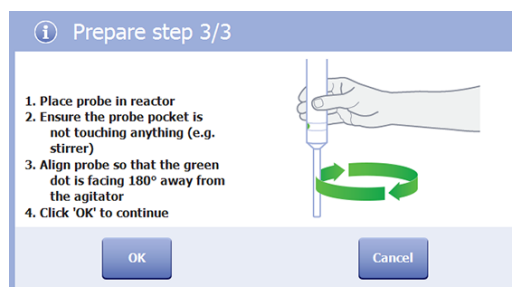 Prepare step 3/3
1. Place probe in reactor
2. Ensure the probe pocket is
not touching anything (e.g.
stirrer)
3. Align probe so that the green
dot is facing 180° away from
the agitator
4. Click 'OK' to continue
OK
Cancel